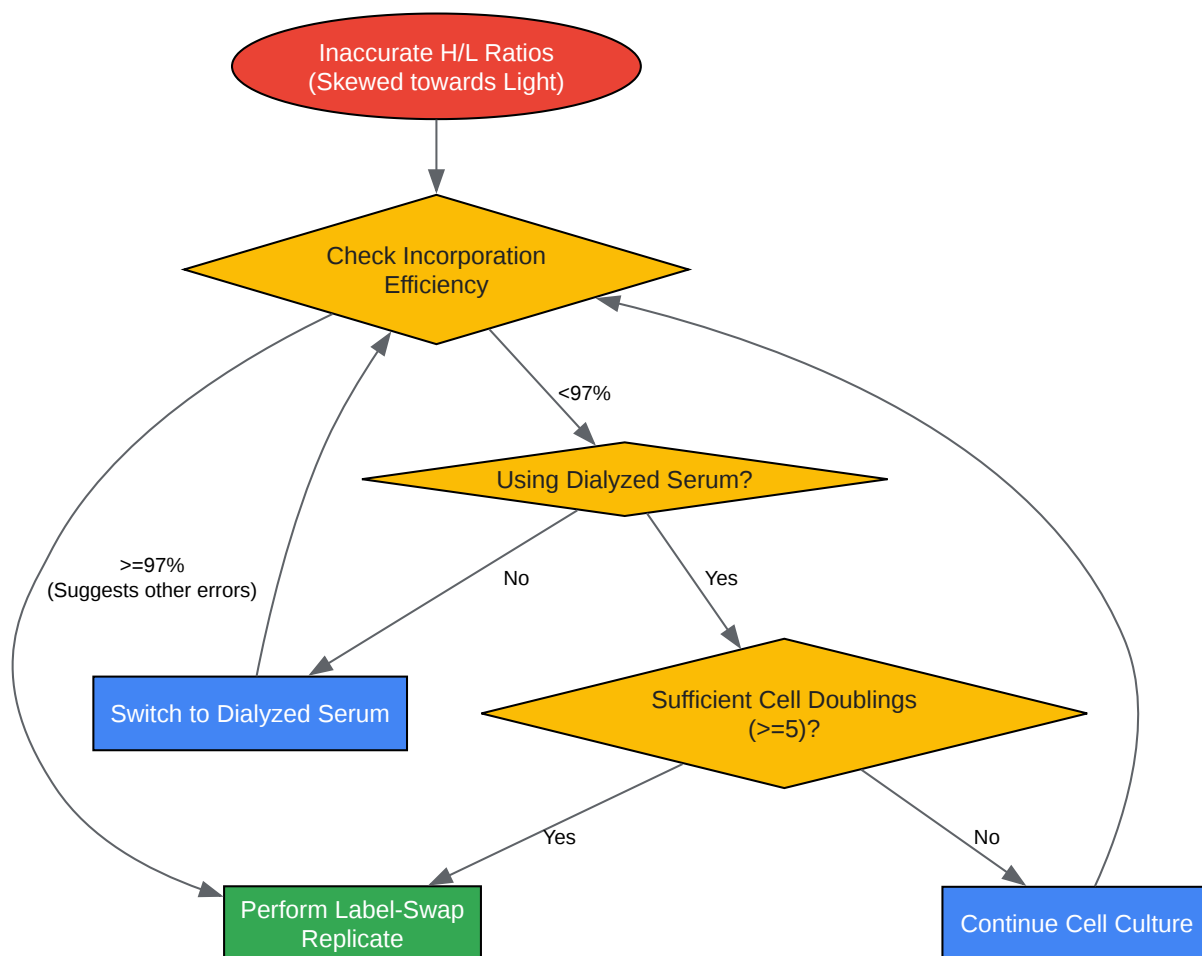 Inaccurate H/L Ratios
(Skewed towards Light)
Check Incorporation
Efficiency
<97%
Using Dialyzed Serum?
>=97%
(Suggests other errors)
No
Yes
Switch to Dialyzed Serum
Sufficient Cell Doublings
(>=5)?
Yes
No
Perform Label-Swap
Replicate
Continue Cell Culture